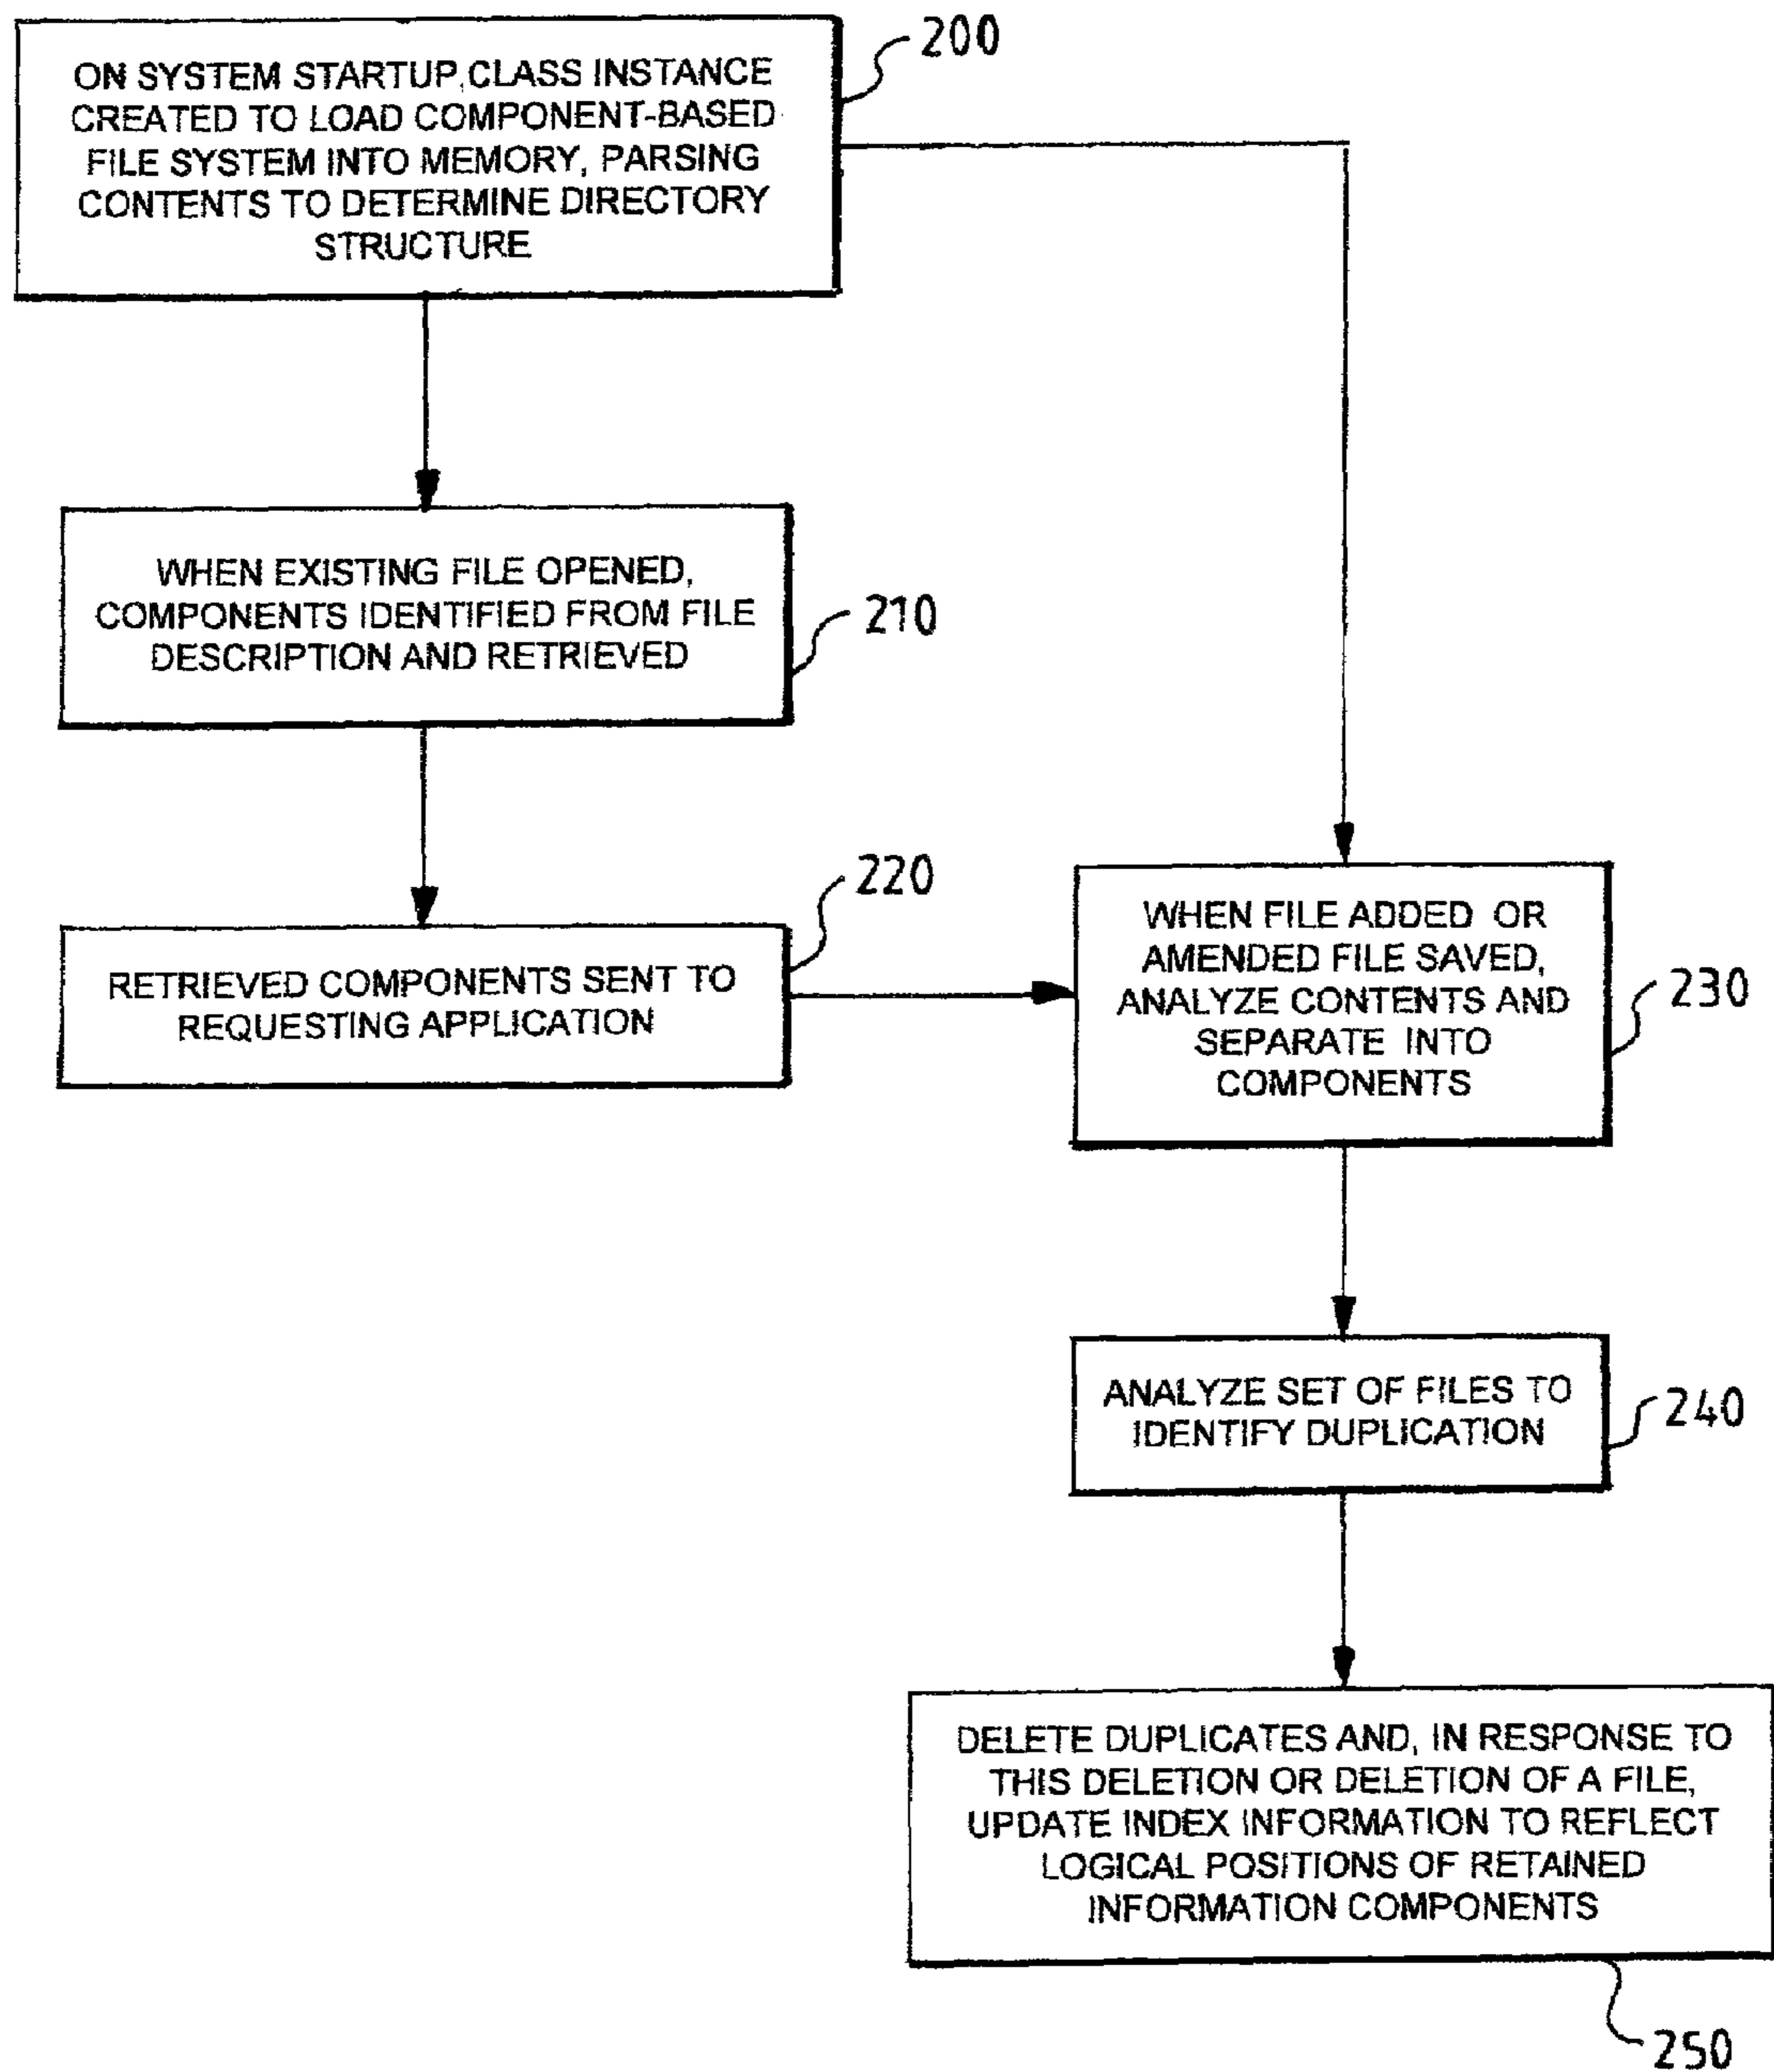 200
ON SYSTEM STARTUP, CLASS INSTANCE
CREATED TO LOAD COMPONENT-BASED
FILE SYSTEM INTO MEMORY, PARSING
CONTENTS TO DETERMINE DIRECTORY
STRUCTURE
WHEN EXISTING FILE OPENED,
COMPONENTS IDENTIFIED FROM FILE
DESCRIPTION AND RETRIEVED
210
220
RETRIEVED COMPONENTS SENT TO
REQUESTING APPLICATION
WHEN FILE ADDED OR
AMENDED FILE SAVED,
ANALYZE CONTENTS AND
SEPARATE INTO
COMPONENTS
230
ANALYZE SET OF FILES TO
IDENTIFY DUPLICATION
240
DELETE DUPLICATES AND, IN RESPONSE TO
THIS DELETION OR DELETION OF A FILE,
UPDATE INDEX INFORMATION TO REFLECT
LOGICAL POSITIONS OF RETAINED
INFORMATION COMPONENTS
250